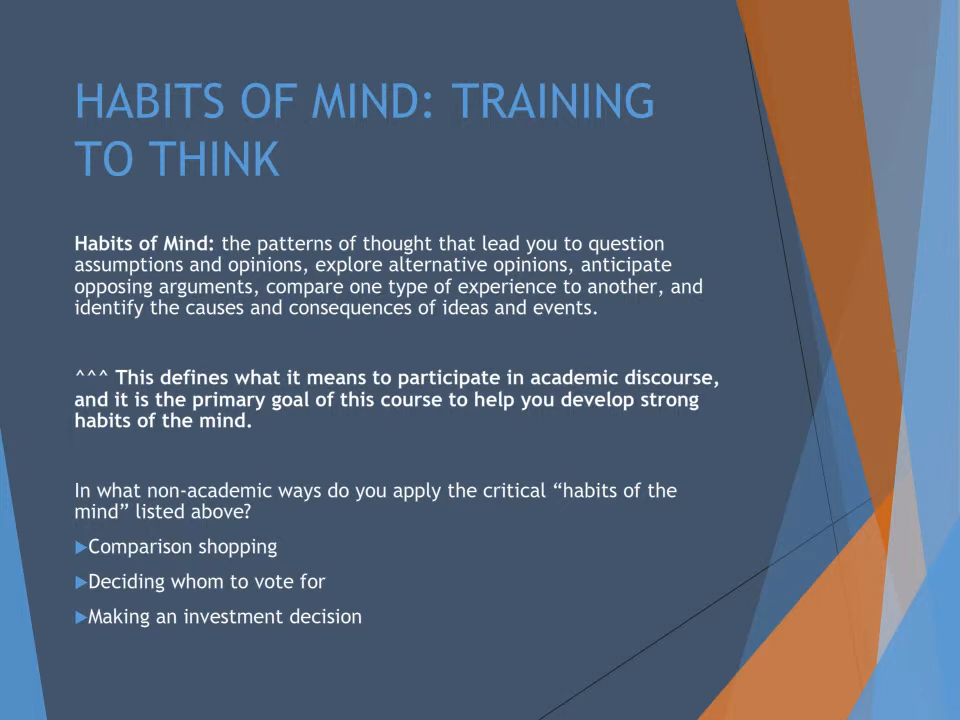 HABITS OF MIND: TRAINING
TO THINK
Habits of Mind: the patterns of thought that lead you to question
assumptions and opinions, explore alternative opinions, anticipate
opposing arguments, compare one type of experience to another, and
identify the causes and consequences of ideas and events.
^^^ This defines what it means to participate in academic discourse,
and it is the primary goal of this course to help you develop strong
habits of the mind.
In what non-academic ways do you apply the critical “habits of the
mind” listed above?
Comparison shopping
Deciding whom to vote for
Making an investment decision